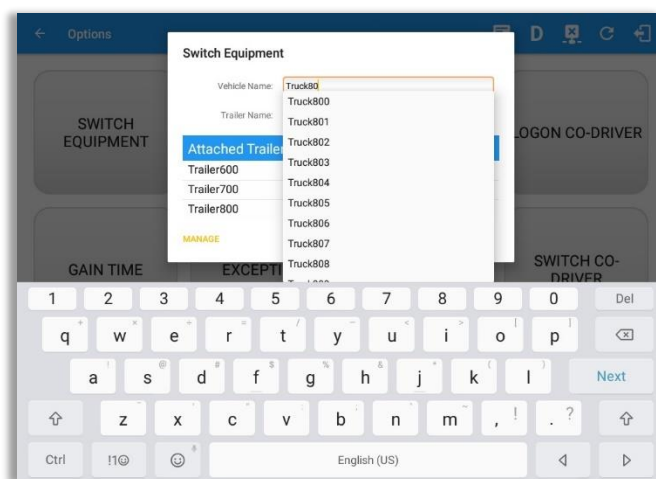 Options
D
Switch Equipment
Vehicle Name: Truck80
Trailer Name:
Truck800
Truck801
Truck802
Truck803
Truck804
Truck805
Truck806
Truck807
Truck808
Attached Trailer
Trailer600
Trailer700
Trailer800
MANAGE
SWITCH
EQUIPMENT
LOGON CO-DRIVER
GAIN TIME
EXCEPTI
SWITCH CO-
DRIVER
1 2 3 4 5 6 7 8 9 0 Del
q w e r t y u i o p
a s d f g h j k l Next
z x c v b n m , ! . ?
Ctrl !1☺ English (US)